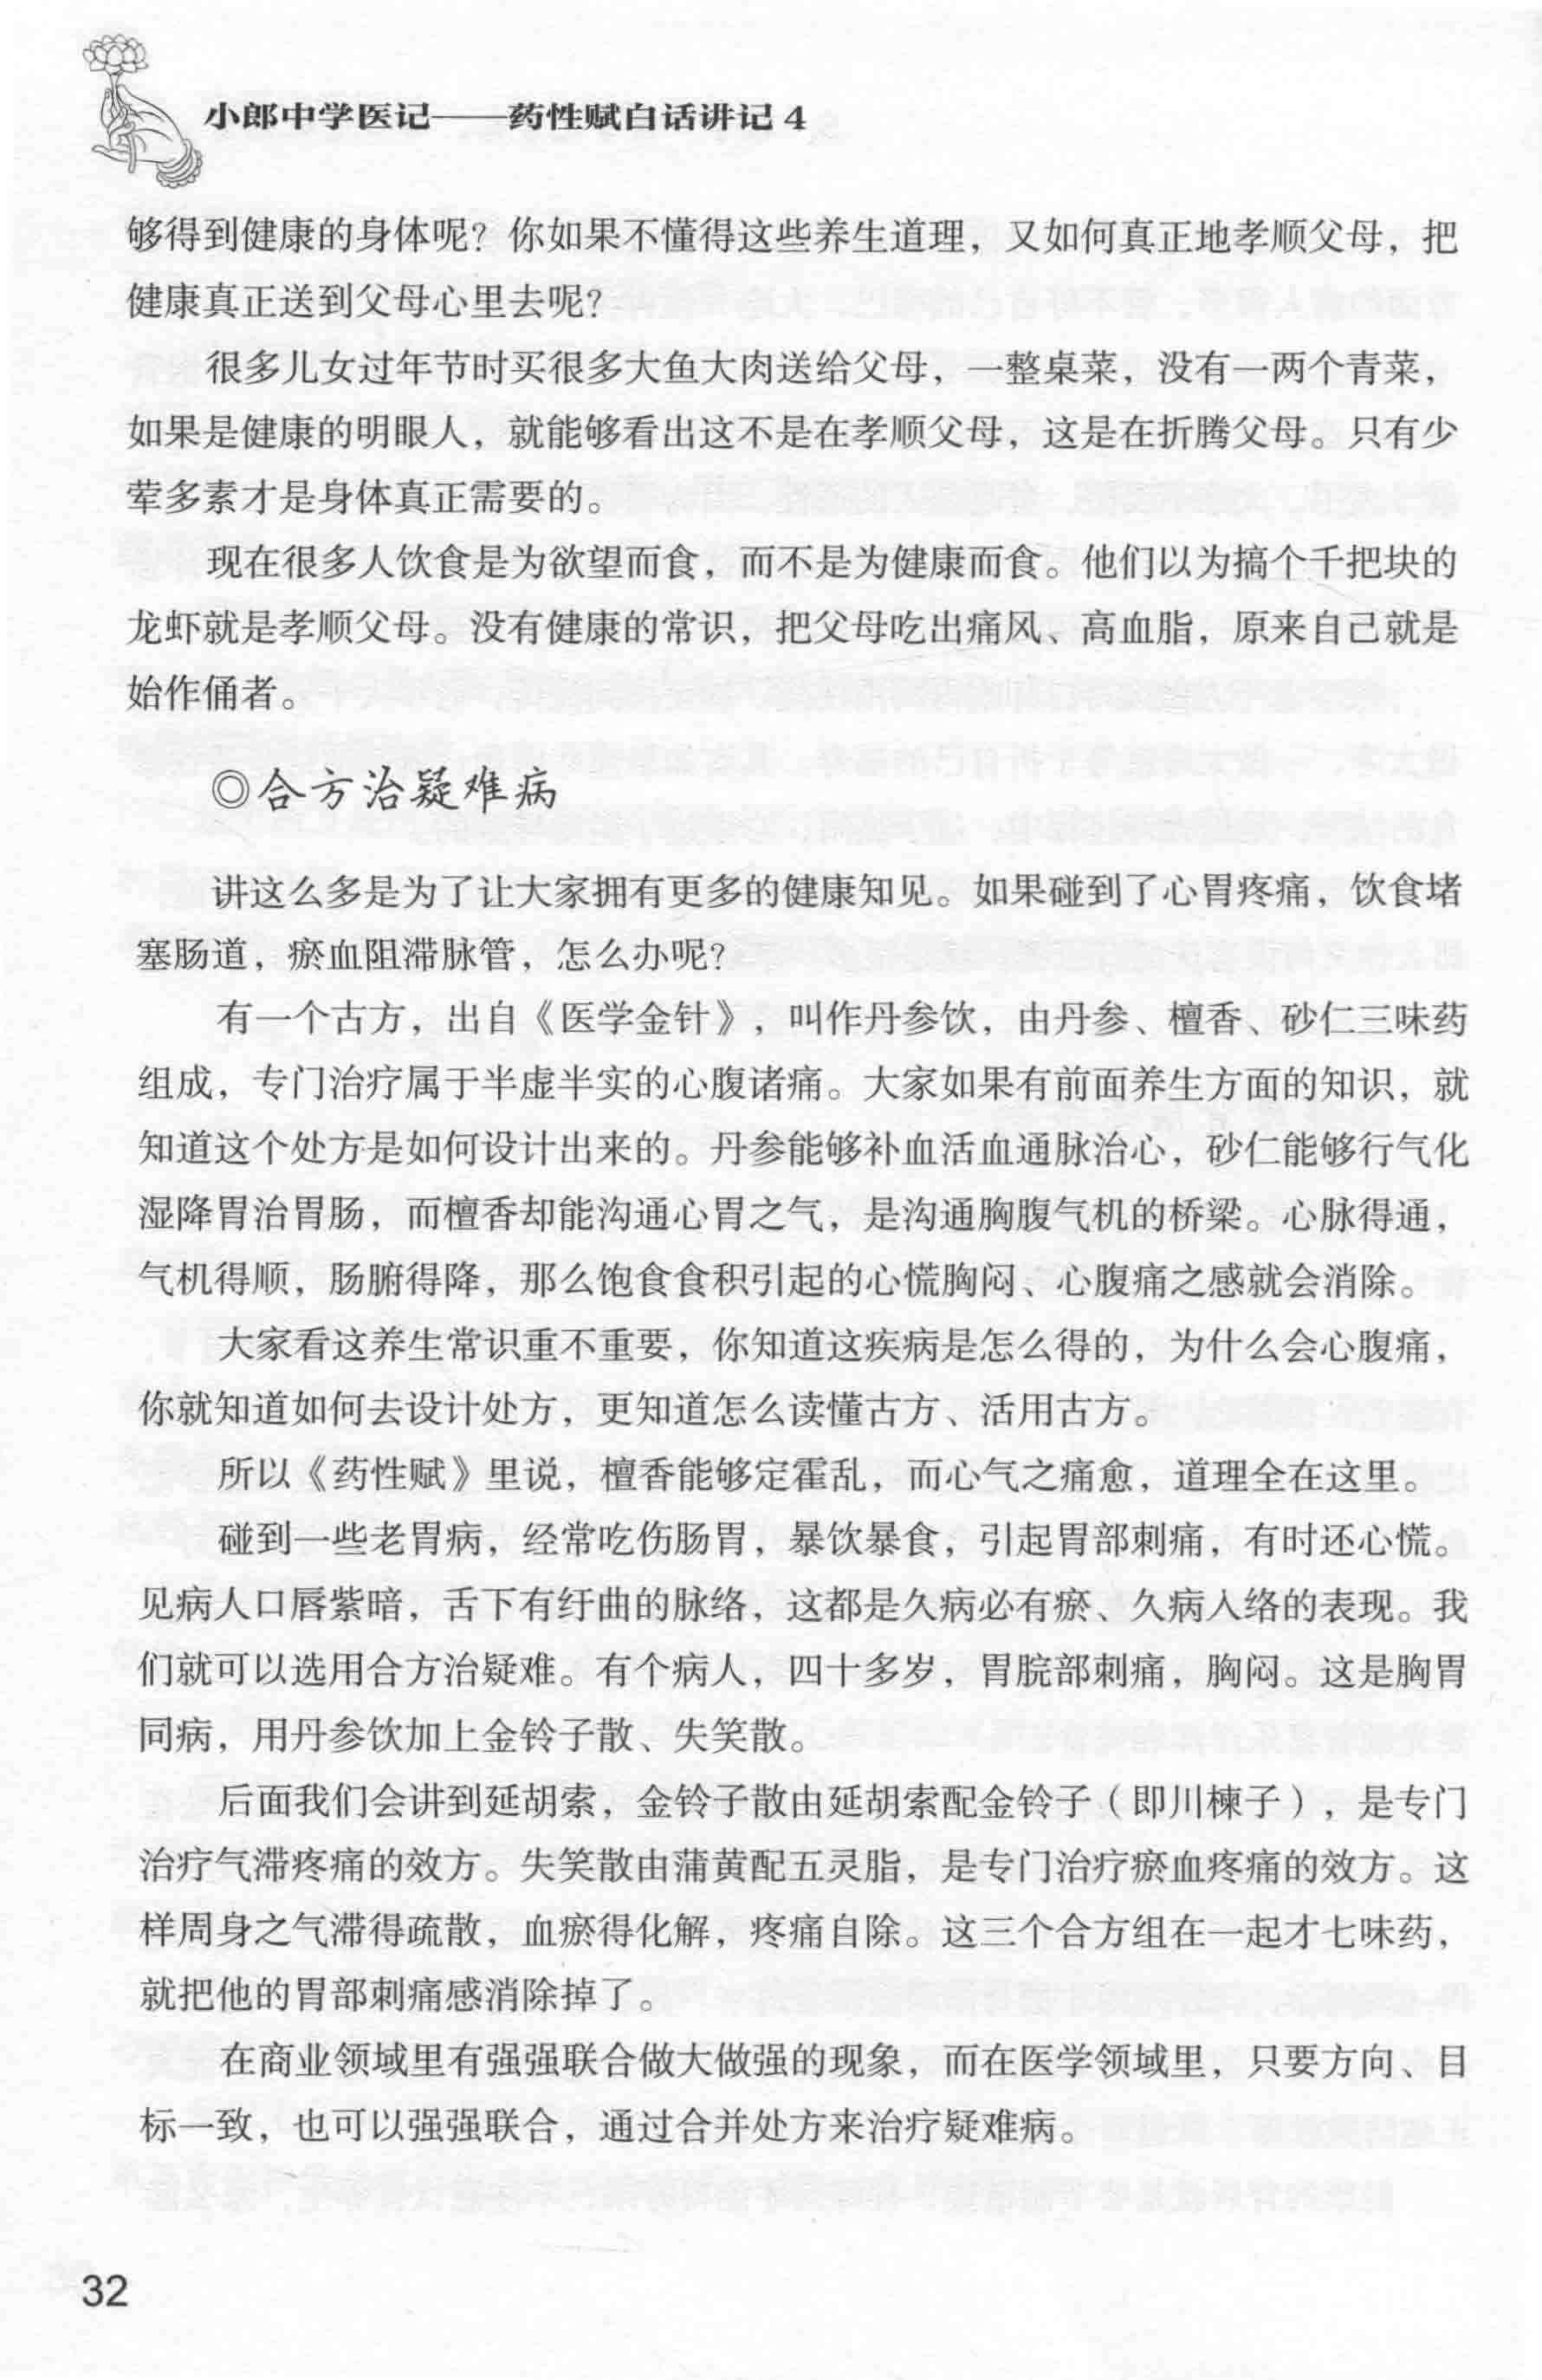 小郎中学医记——药性赋白话讲记4
够得到健康的身体呢？你如果不懂得这些养生道理，又如何真正地孝顺父母，把
健康真正送到父母心里去呢？
很多儿女过年节时买很多大鱼大肉送给父母，一整桌菜，没有一两个青菜，
如果是健康的明眼人，就能够看出这不是在孝顺父母，这是在折腾父母。只有少
荤多素才是身体真正需要的。
现在很多人饮食是为欲望而食，而不是为健康而食。他们以为搞个千把块的
龙虾就是孝顺父母。没有健康的常识，把父母吃出痛风、高血脂，原来自己就是
始作俑者。
◎合方治疑难病
讲这么多是为了让大家拥有更多的健康知见。如果碰到了心胃疼痛，饮食堵
塞肠道，瘀血阻滞脉管，怎么办呢？
有一个古方，出自《医学金针》，叫作丹参饮，由丹参、檀香、砂仁三味药
组成，专门治疗属于半虚半实的心腹诸痛。大家如果有前面养生方面的知识，就
知道这个处方是如何设计出来的。丹参能够补血活血通脉治心，砂仁能够行气化
湿降胃治胃肠，而檀香却能沟通心胃之气，是沟通胸腹气机的桥梁。心脉得通，
气机得顺，肠腑得降，那么饱食食积引起的心慌胸闷、心腹痛之感就会消除。
大家看这养生常识重不重要，你知道这疾病是怎么得的，为什么会心腹痛，
你就知道如何去设计处方，更知道怎么读懂古方、活用古方。
所以《药性赋》里说，檀香能够定霍乱，而心气之痛愈，道理全在这里。
碰到一些老胃病，经常吃伤肠胃，暴饮暴食，引起胃部刺痛，有时还心慌。
见病人口唇紫暗，舌下有纡曲的脉络，这都是久病必有瘀、久病入络的表现。我
们就可以选用合方治疑难。有个病人，四十多岁，胃脘部刺痛，胸闷。这是胸胃
同病，用丹参饮加上金铃子散、失笑散。
后面我们会讲到延胡索，金铃子散由延胡索配金铃子（即川楝子），是专门
治疗气滞疼痛的效方。失笑散由蒲黄配五灵脂，是专门治疗瘀血疼痛的效方。这
样周身之气滞得疏散，血瘀得化解，疼痛自除。这三个合方组在一起才七味药，
就把他的胃部刺痛感消除掉了。
在商业领域里有强强联合做大做强的现象，而在医学领域里，只要方向、目
标一致，也可以强强联合，通过合并处方来治疗疑难病。
32